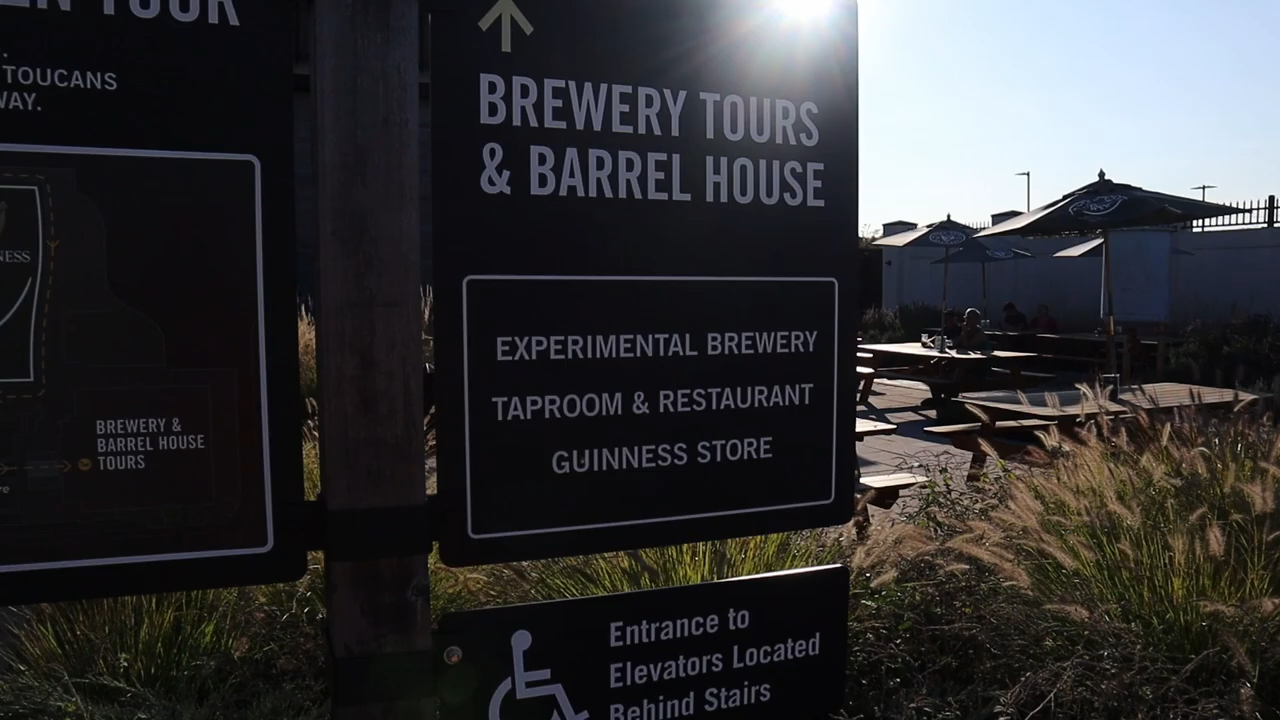 TOUR
TOUCANS
WAY.
BREWERY &
BARREL HOUSE
TOURS
BREWERY TOURS
& BARREL HOUSE
EXPERIMENTAL BREWERY
TAPROOM & RESTAURANT
GUINNESS STORE
Entrance to
Elevators Located
Behind Stairs